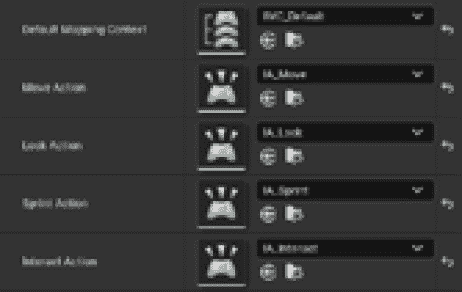 Default Mapping Context
IMC_Default
Move Action
IA_Move
Look Action
IA_Look
Sprint Action
IA_Sprint
Interact Action
IA_Interact